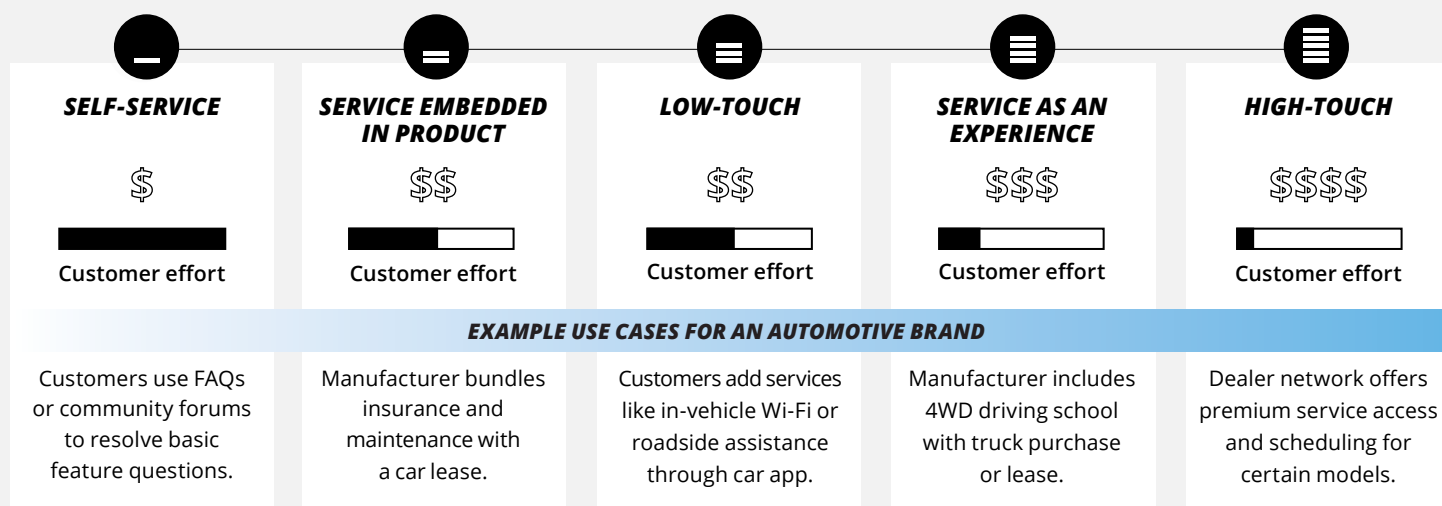 SELF-SERVICE
$
Customer effort
SERVICE EMBEDDED
IN PRODUCT
$$
Customer effort
LOW-TOUCH
$$
Customer effort
SERVICE AS AN
EXPERIENCE
$$$
Customer effort
HIGH-TOUCH
$$$$
Customer effort
EXAMPLE USE CASES FOR AN AUTOMOTIVE BRAND
Customers use FAQs
or community forums
to resolve basic
feature questions.
Manufacturer bundles
insurance and
maintenance with
a car lease.
Customers add services
like in-vehicle Wi-Fi or
roadside assistance
through car app.
Manufacturer includes
4WD driving school
with truck purchase
or lease.
Dealer network offers
premium service access
and scheduling for
certain models.